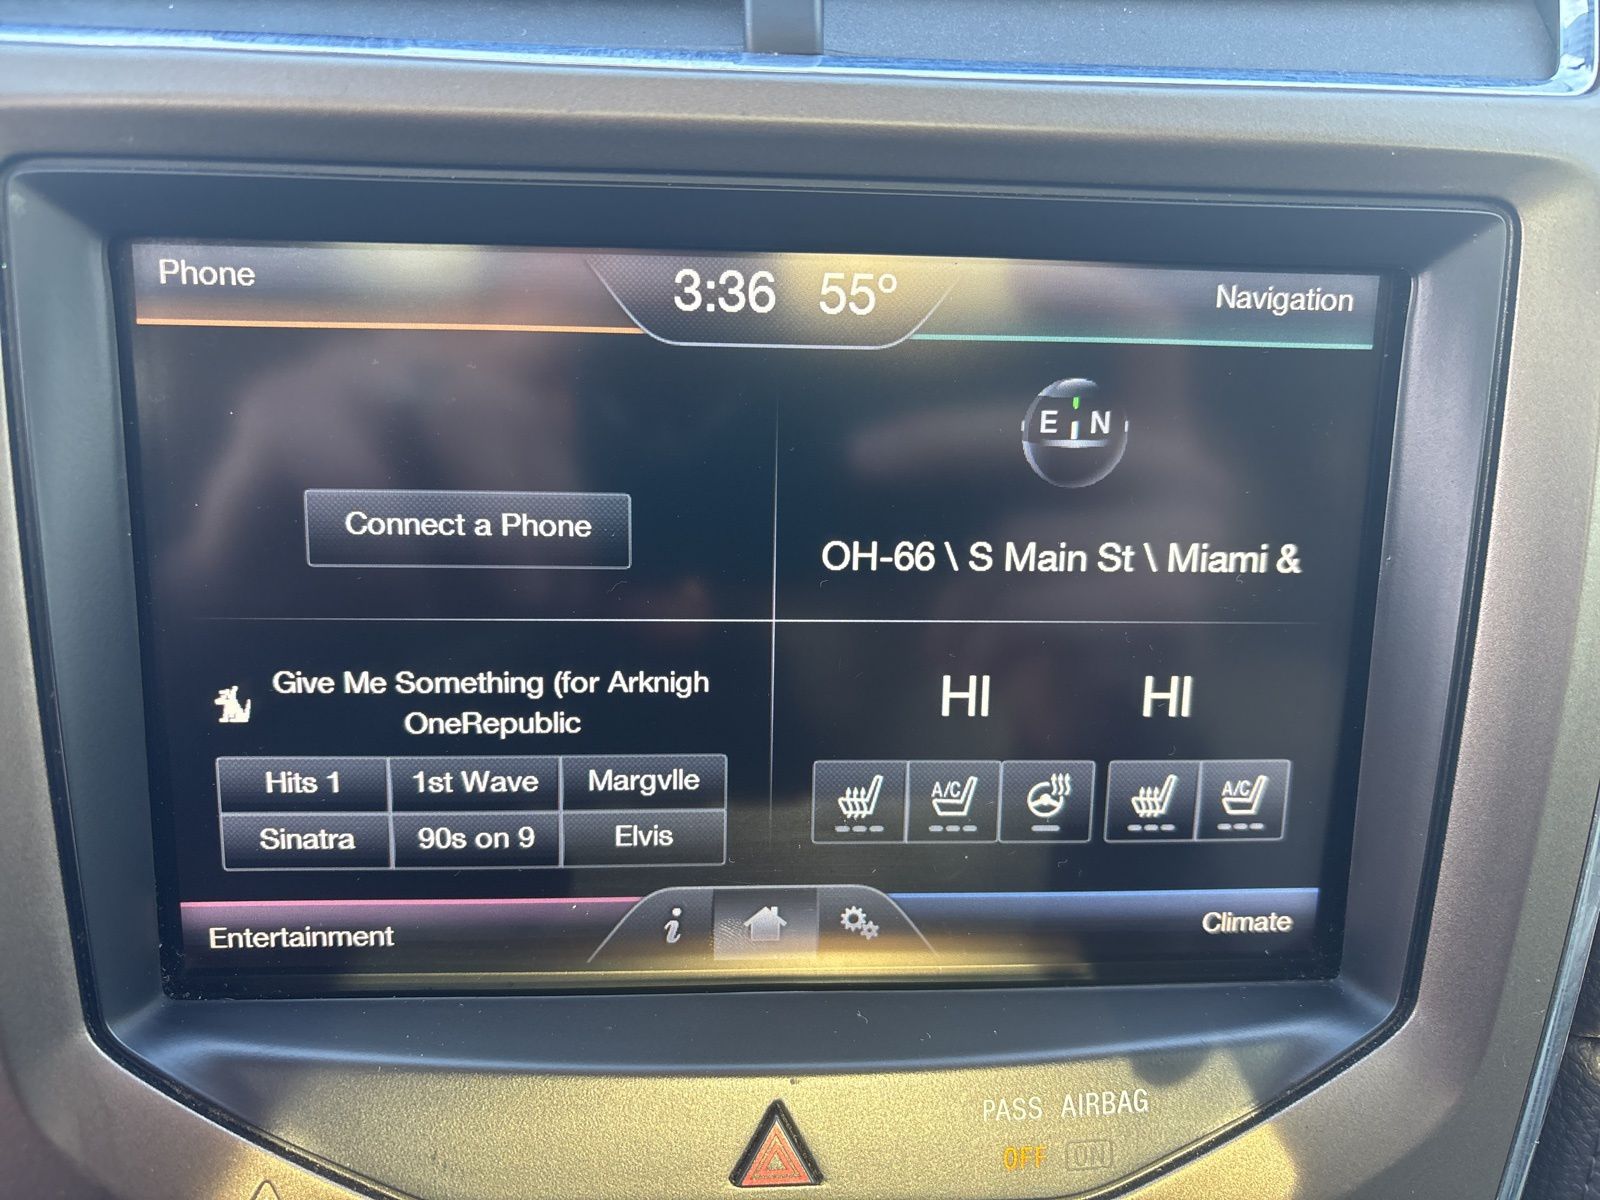 Phone
3:36 55°
Navigation
E N
Connect a Phone
OH-66 \ S Main St \ Miami &
Give Me Something (for Arknigh
OneRepublic
HI HI
Hits 1 1st Wave Margvlle
Sinatra 90s on 9 Elvis
A/C A/C
Entertainment
i
Climate
PASS AIRBAG
OFF ON